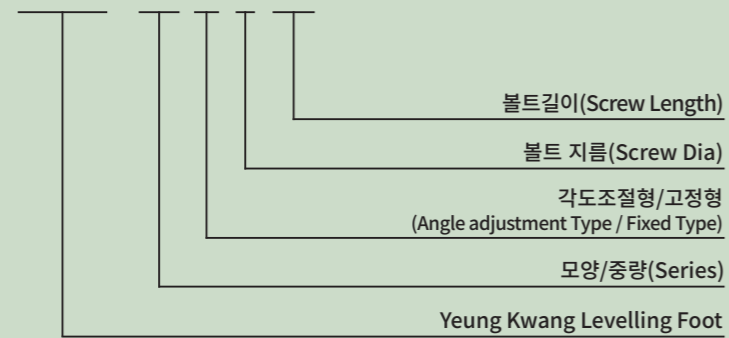 볼트길이(Screw Length)
볼트 지름(Screw Dia)
각도조절형/고정형
(Angle adjustment Type / Fixed Type)
모양/중량(Series)
Yeung Kwang Levelling Foot